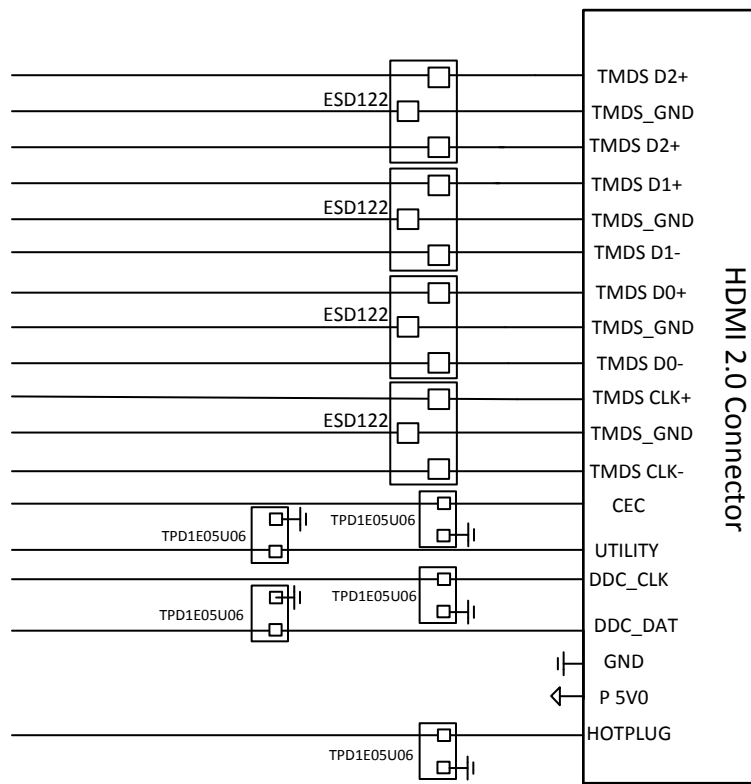 TMDS D2+
ESD122
TMDS_GND
TMDS D2+
TMDS D1+
ESD122
TMDS_GND
TMDS D1-
TMDS D0+
ESD122
TMDS_GND
TMDS D0-
TMDS CLK+
ESD122
TMDS_GND
TMDS CLK-
CEC
TPD1E05U06
TPD1E05U06
UTILITY
DDC_CLK
TPD1E05U06
TPD1E05U06
DDC_DAT
GND
P 5V0
HOTPLUG
TPD1E05U06
HDMI 2.0 Connector